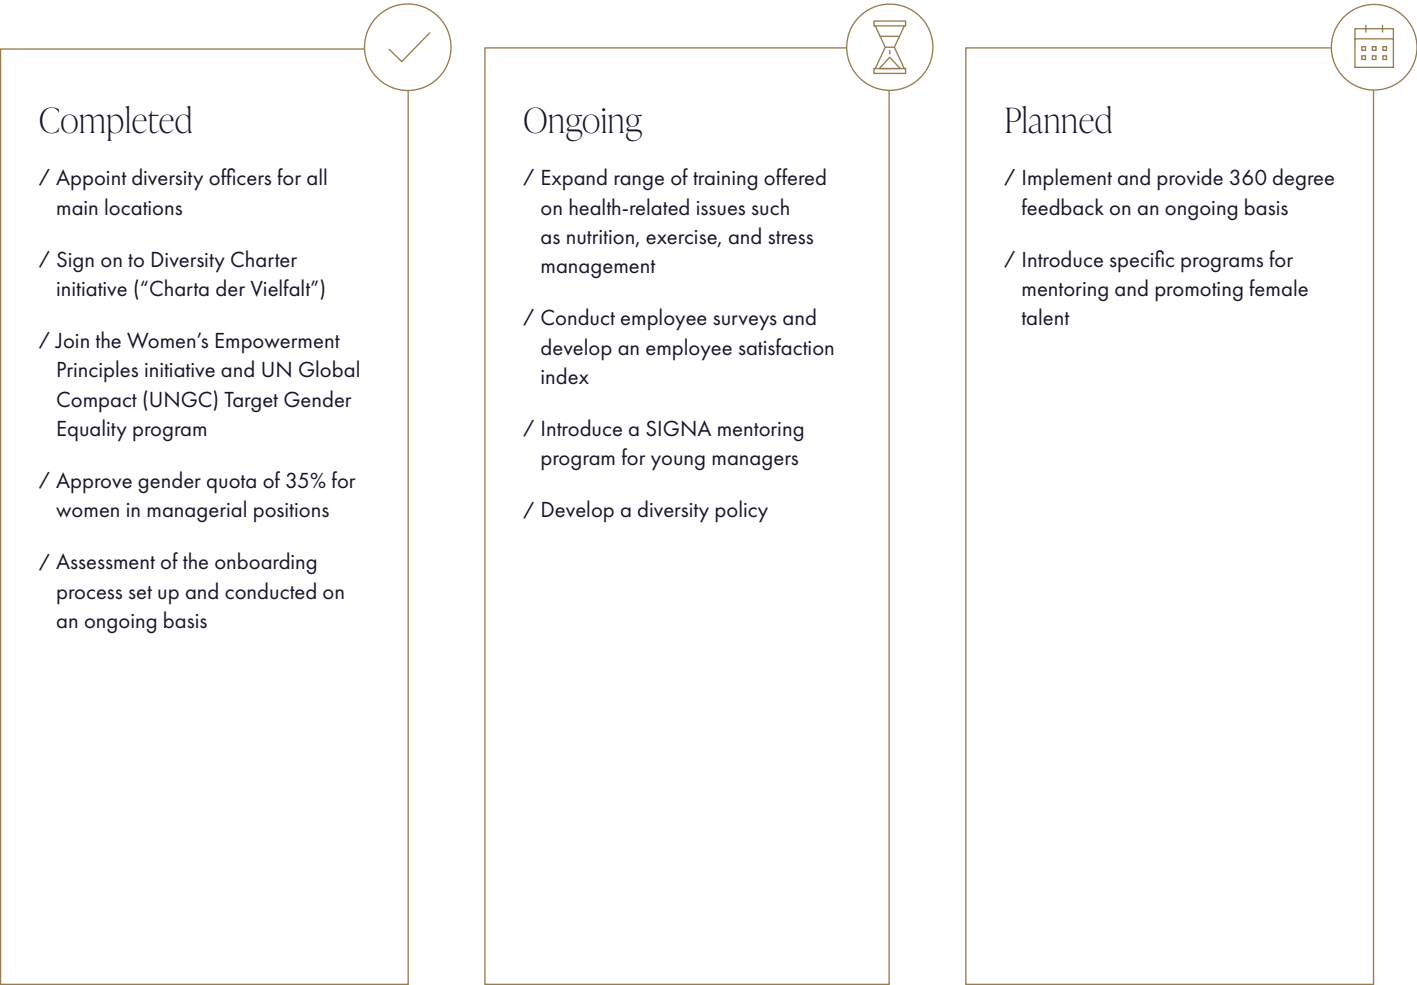 Completed
/ Appoint diversity officers for all
main locations
/ Sign on to Diversity Charter
initiative (“Charta der Vielfalt”)
/ Join the Women’s Empowerment
Principles initiative and UN Global
Compact (UNGC) Target Gender
Equality program
/ Approve gender quota of 35% for
women in managerial positions
/ Assessment of the onboarding
process set up and conducted on
an ongoing basis
Ongoing
/ Expand range of training offered
on health-related issues such
as nutrition, exercise, and stress
management
/ Conduct employee surveys and
develop an employee satisfaction
index
/ Introduce a SIGNA mentoring
program for young managers
/ Develop a diversity policy
Planned
/ Implement and provide 360 degree
feedback on an ongoing basis
/ Introduce specific programs for
mentoring and promoting female
talent